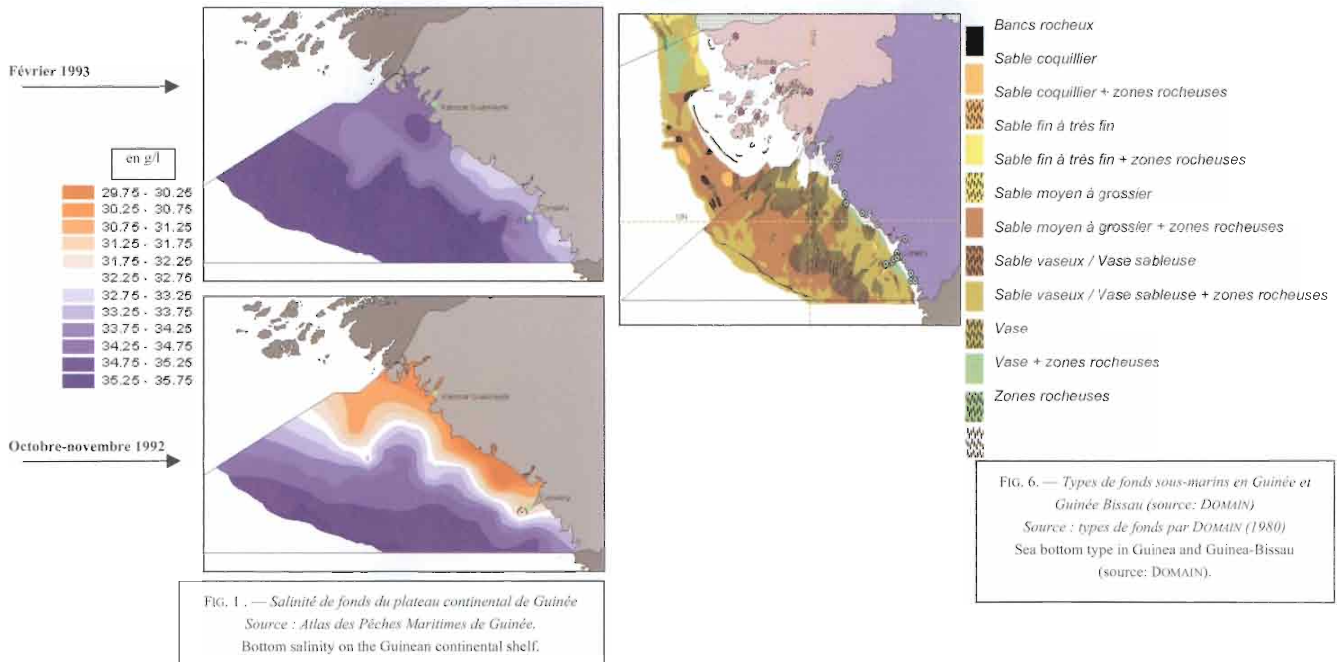 Février 1993
en g/l
29.75 - 30.25
30.25 - 30.75
30.75 - 31.25
31.25 - 31.75
31.75 - 32.25
32.25 - 32.75
32.75 - 33.25
33.25 - 33.75
33.75 - 34.25
34.25 - 34.75
34.75 - 35.25
35.25 - 35.75
Octobre-novembre 1992
Conakry
Conakry
FIG. 1 . — Salinité de fonds du plateau continental de Guinée
Source : Atlas des Pêches Maritimes de Guinée.
Bottom salinity on the Guinean continental shelf.
Bancs rocheux
Sable coquillier
Sable coquillier + zones rocheuses
Sable fin à très fin
Sable fin à très fin + zones rocheuses
Sable moyen à grossier
Sable moyen à grossier + zones rocheuses
Sable vaseux / Vase sableuse
Sable vaseux / Vase sableuse + zones rocheuses
Vase
Vase + zones rocheuses
Zones rocheuses
FIG. 6. — Types de fonds sous-marins en Guinée et
Guinée Bissau (source: DOMAIN)
Source : types de fonds par DOMAIN (1980)
Sea bottom type in Guinea and Guinea-Bissau
(source: DOMAIN).